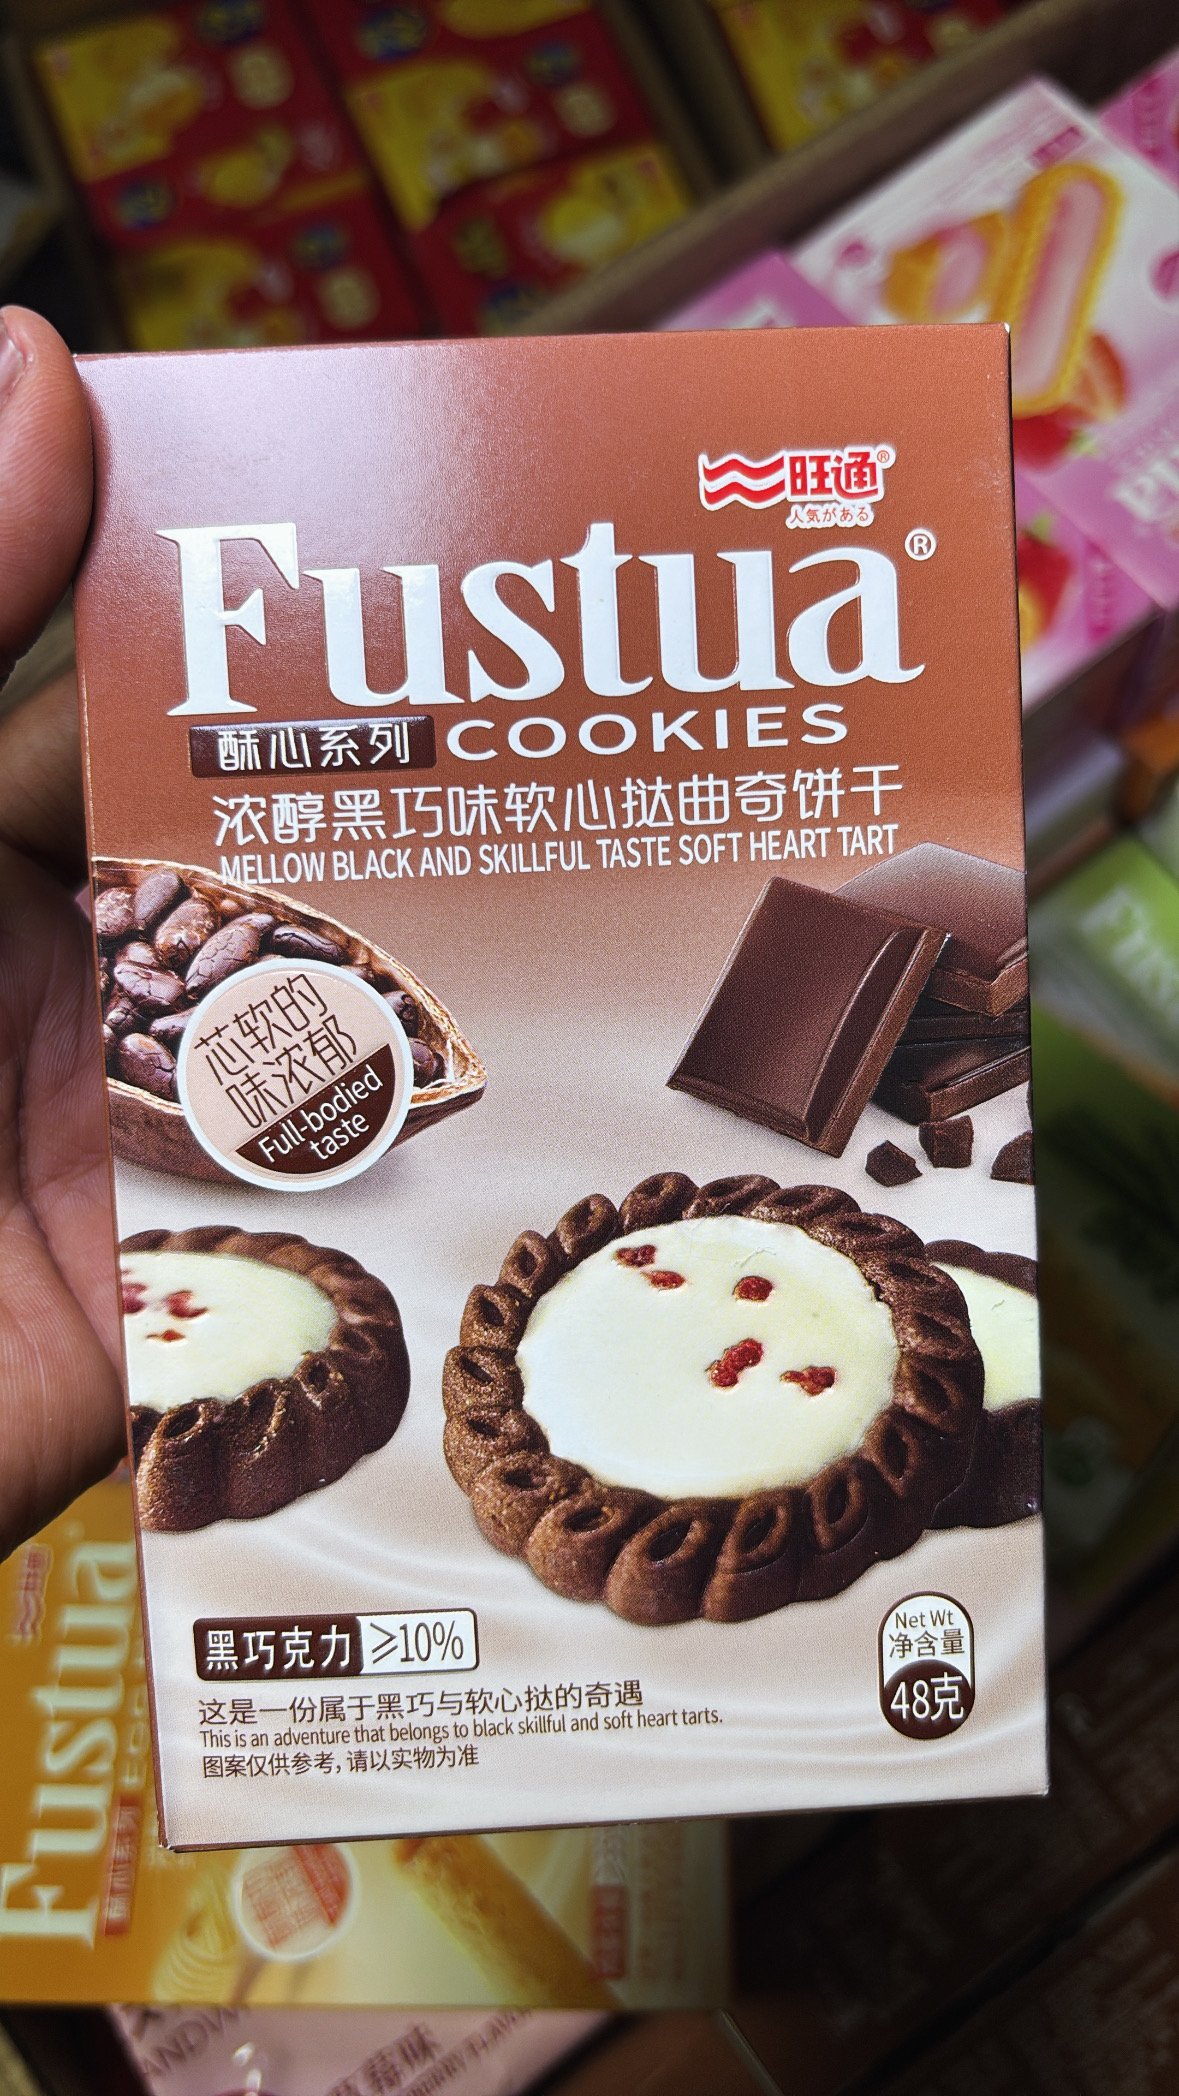 旺通®
人気がある
Fustua®
酥心系列 COOKIES
浓醇黑巧味软心挞曲奇饼干
MELLOW BLACK AND SKILLFUL TASTE SOFT HEART TART
芯软的
味浓郁
Full-bodied
taste
黑巧克力 ≥10%
这是一份属于黑巧与软心挞的奇遇
This is an adventure that belongs to black skillful and soft heart tarts.
图案仅供参考,请以实物为准
Net Wt
净含量
48克
Fustua